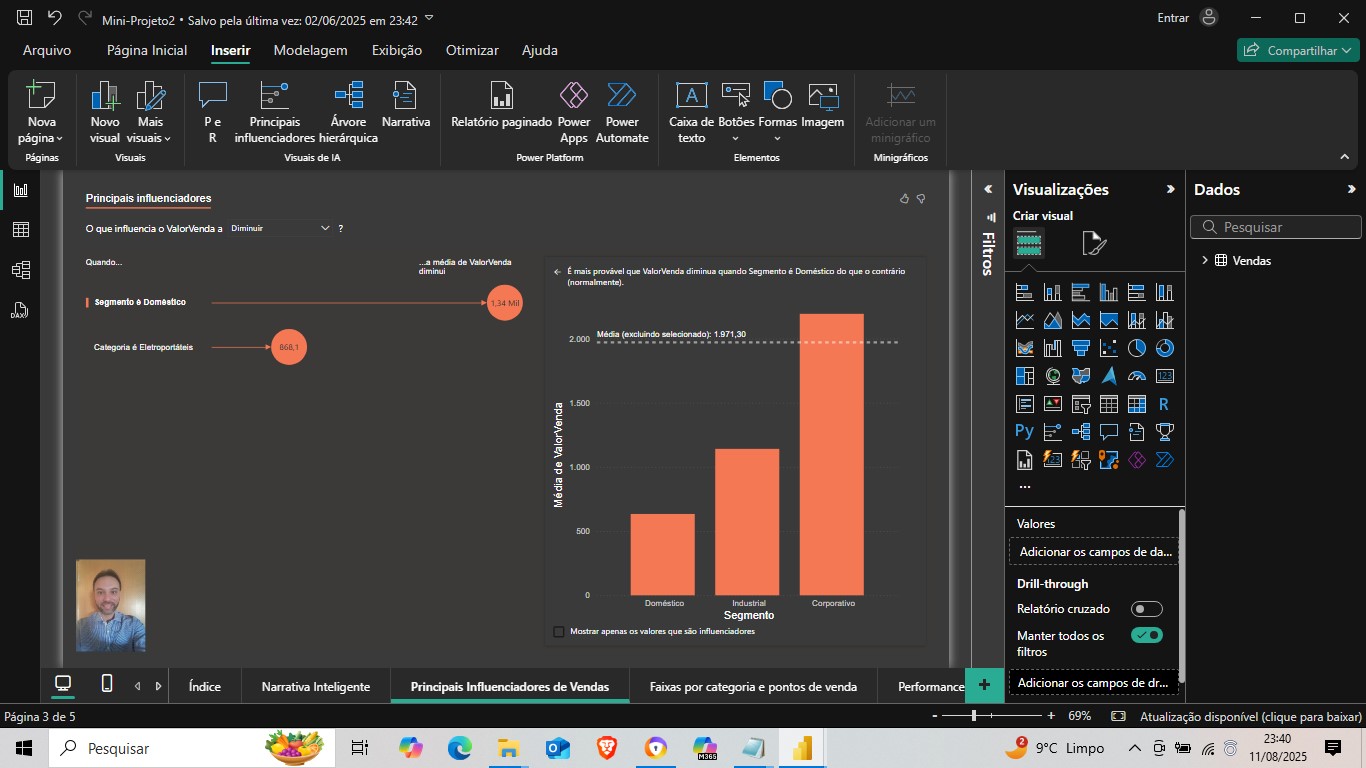 Mini-Projeto2 • Salvo pela última vez: 02/06/2025 em 23:42
Entrar
Arquivo
Página Inicial
Inserir
Modelagem
Exibição
Otimizar
Ajuda
Compartilhar
Nova página
Novo visual
Mais visuais
P e R
Principais influenciadores
Árvore hierárquica
Narrativa
Relatório paginado
Power Apps
Power Automate
Caixa de texto
Botões
Formas
Imagem
Adicionar um minigráfico
Páginas
Visuais
Visuais de IA
Power Platform
Elementos
Minigráficos
Principais influenciadores
O que influencia o ValorVenda a
Diminuir
?
Quando...
...a média de ValorVenda
diminui
Segmento é Doméstico
1,34 Mil
Categoria é Eletroportáteis
868,1
É mais provável que ValorVenda diminua quando Segmento é Doméstico do que o contrário
(normalmente).
Média (excluindo selecionado): 1.971,30
2.000
1.500
1.000
500
0
Média de ValorVenda
Doméstico
Industrial
Corporativo
Segmento
Mostrar apenas os valores que são influenciadores
Filtros
Visualizações
Criar visual
123
R
Py
123
...
Valores
Adicionar os campos de da...
Drill-through
Relatório cruzado
Manter todos os
filtros
Adicionar os campos de dr...
Dados
Pesquisar
Vendas
DAX
Índice
Narrativa Inteligente
Principais Influenciadores de Vendas
Faixas por categoria e pontos de venda
Performance
+
Página 3 de 5
- + 69%
Atualização disponível (clique para baixar)
Pesquisar
M365
2
9°C Limpo
23:40
11/08/2025